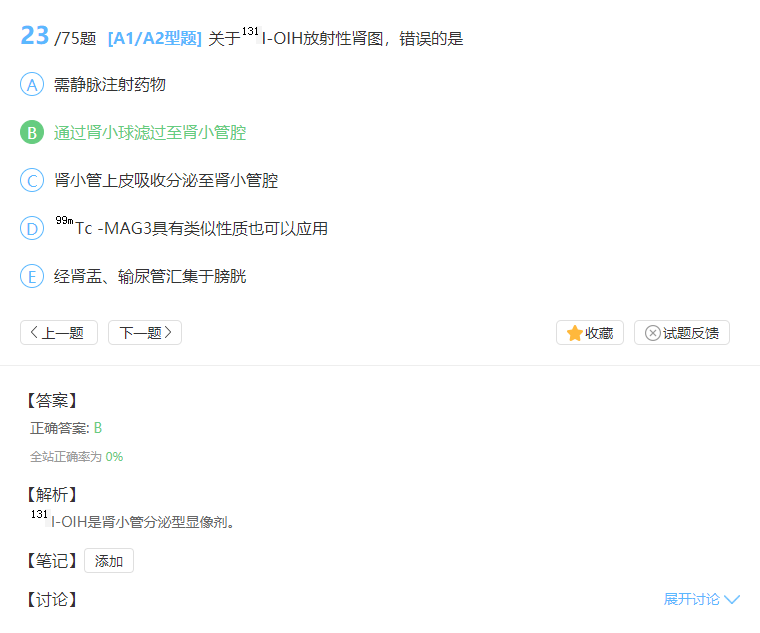 23 /75题 [A1/A2型题] 关于131I-OIH放射性肾图，错误的是
A 需静脉注射药物
B 通过肾小球滤过至肾小管腔
C 肾小管上皮吸收分泌至肾小管腔
D 99mTc -MAG3具有类似性质也可以应用
E 经肾盂、输尿管汇集于膀胱
上一题 下一题 收藏 试题反馈
【答案】
正确答案: B
全站正确率为 0%
【解析】
131I-OIH是肾小管分泌型显像剂。
【笔记】 添加
【讨论】 展开讨论